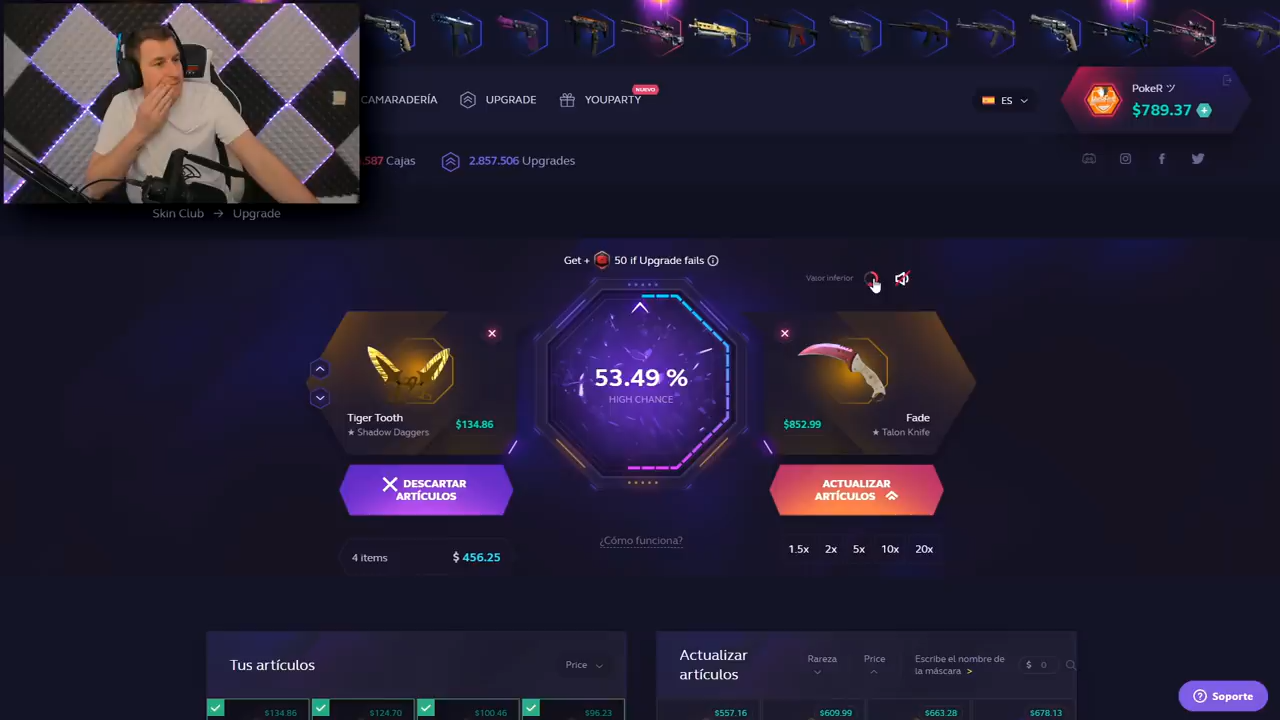 NUEVO
CAMARADERÍA
UPGRADE
YOUPARTY
ES
PokeR ツ
$789.37
.587 Cajas
2.857.506 Upgrades
Skin Club → Upgrade
Get + 50 if Upgrade fails
Valor inferior
53.49 %
HIGH CHANCE
Tiger Tooth
★ Shadow Daggers
$134.86
$852.99
Fade
★ Talon Knife
DESCARTAR
ARTÍCULOS
ACTUALIZAR
ARTÍCULOS
¿Cómo funciona?
4 items
$ 456.25
1.5x 2x 5x 10x 20x
Tus artículos
Price
Actualizar
artículos
Rareza
Price
Escribe el nombre de
la máscara >
$ 0
Soporte
$134.86
$124.70
$100.46
$96.23
$557.16
$609.99
$663.28
$678.13